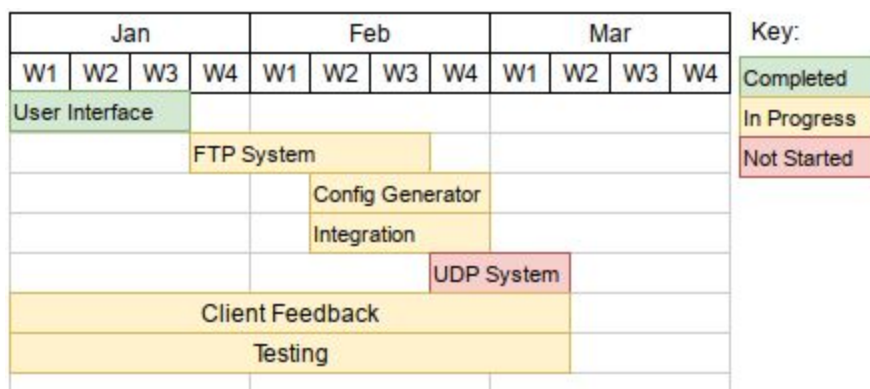 Jan Feb Mar Key:
W1 W2 W3 W4 W1 W2 W3 W4 W1 W2 W3 W4
Completed
User Interface
In Progress
FTP System
Not Started
Config Generator
Integration
UDP System
Client Feedback
Testing